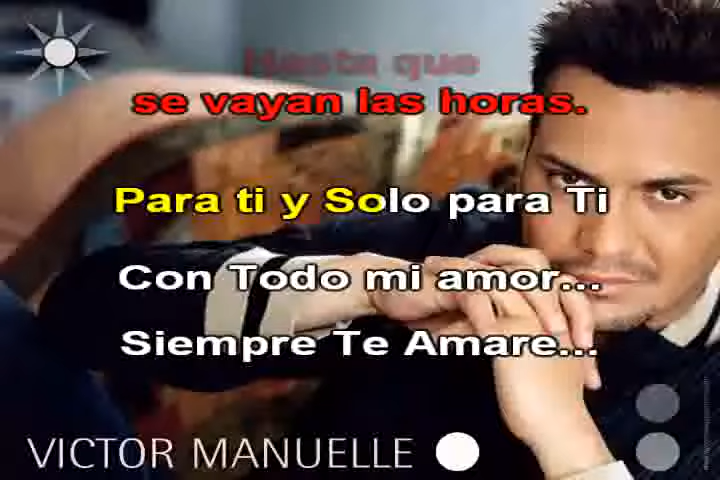 Hasta que
se vayan las horas.
Para ti y Solo para Ti
Con Todo mi amor...
Siempre Te Amare...
VICTOR MANUELLE